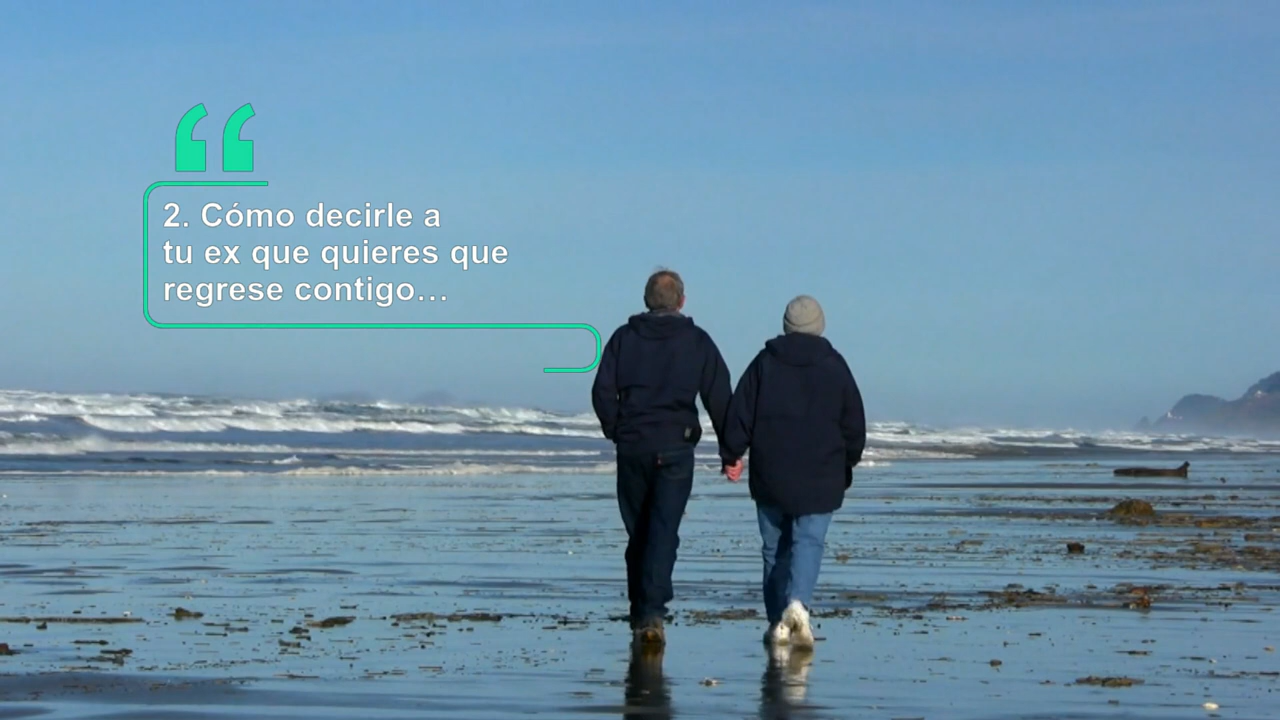 2. Cómo decirle a
tu ex que quieres que
regrese contigo…